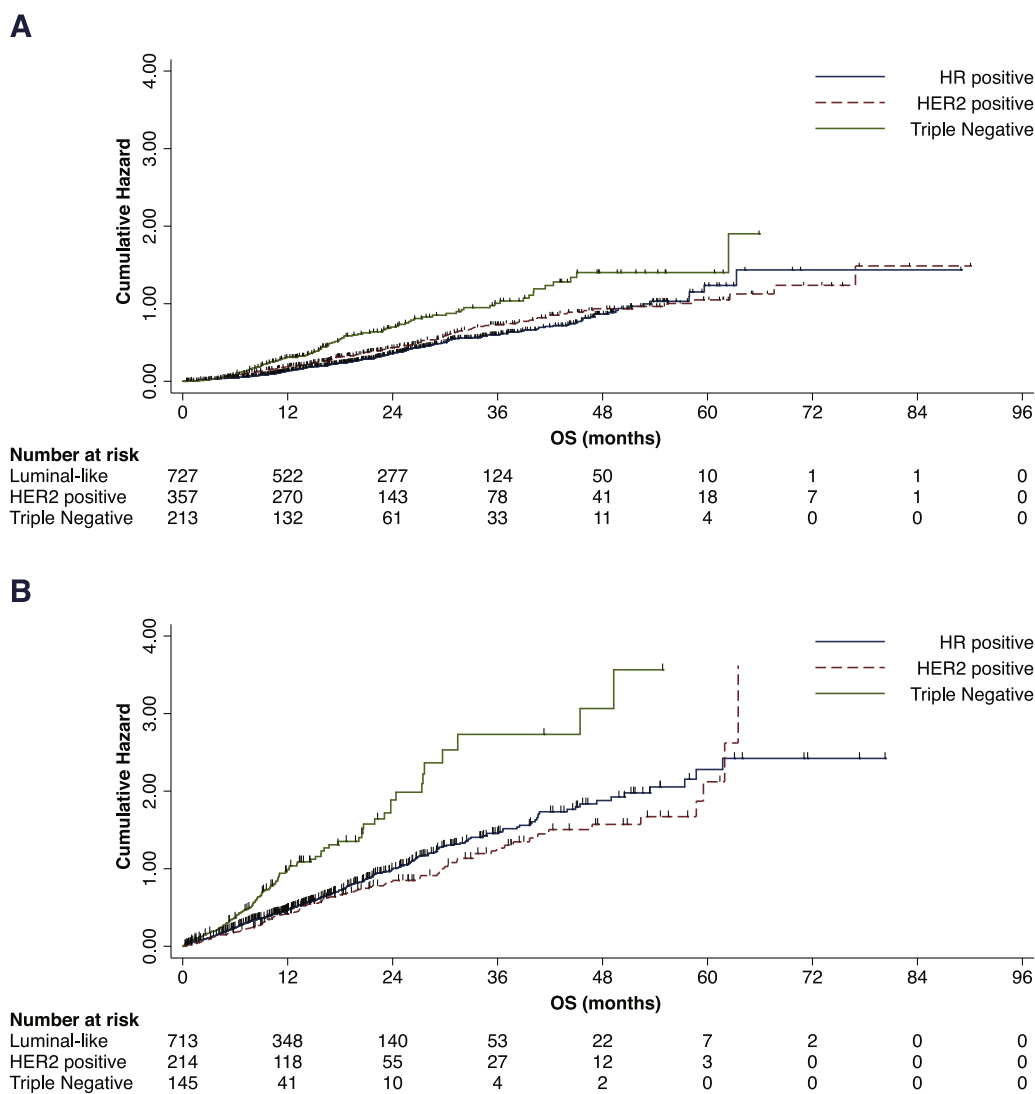 A
Cumulative Hazard
4.00
3.00
2.00
1.00
0.00
HR positive
HER2 positive
Triple Negative
0 12 24 36 48 60 72 84 96
OS (months)
Number at risk
Luminal-like 727 522 277 124 50 10 1 1 0
HER2 positive 357 270 143 78 41 18 7 1 0
Triple Negative 213 132 61 33 11 4 0 0 0
B
Cumulative Hazard
4.00
3.00
2.00
1.00
0.00
HR positive
HER2 positive
Triple Negative
0 12 24 36 48 60 72 84 96
OS (months)
Number at risk
Luminal-like 713 348 140 53 22 7 2 0 0
HER2 positive 214 118 55 27 12 3 0 0 0
Triple Negative 145 41 10 4 2 0 0 0 0